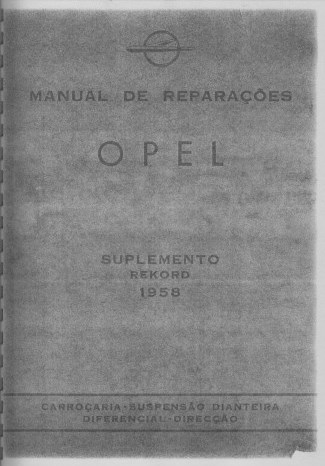 MANUAL DE REPARAÇÕES
OPEL
SUPLEMENTO
REKORD
1958
CARROÇARIA-SUSPENSÃO DIANTEIRA
DIFERENCIAL-DIRECÇÃO